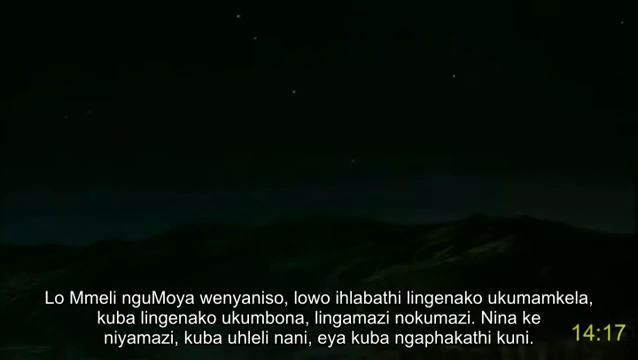 Lo Mmeli nguMoya wenyaniso, lowo ihlabathi lingenako ukumamkela,
kuba lingenako ukumbona, lingamazi nokumazi. Nina ke
niyamazi, kuba uhleli nani, eya kuba ngaphakathi kuni.
14:17